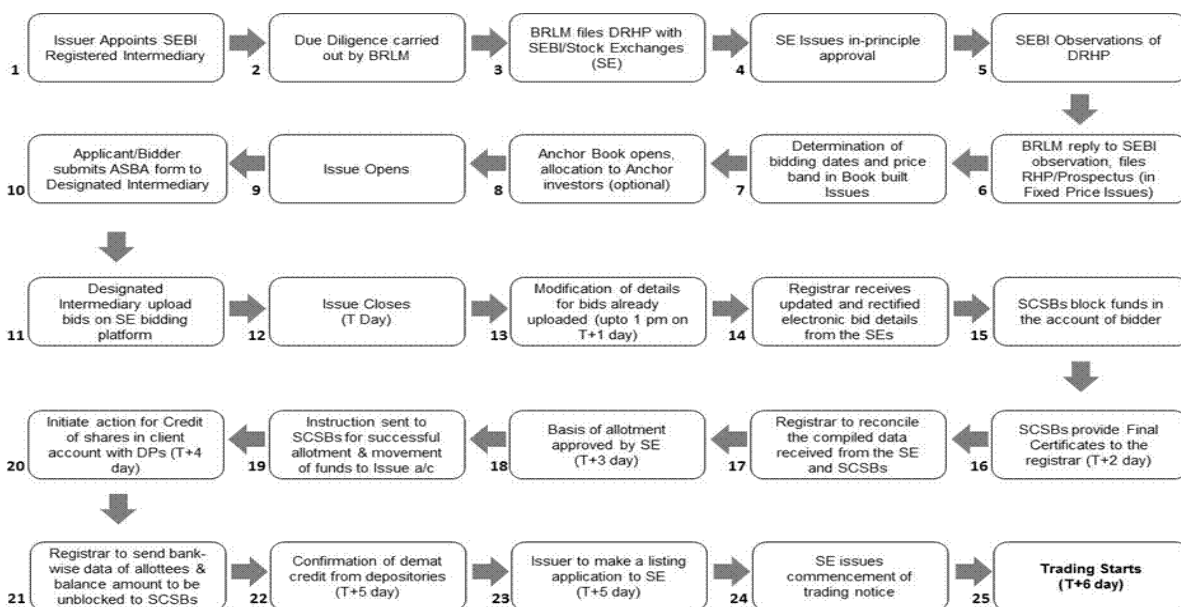 Issuer Appoints SEBI
Registered Intermediary
1
Due Diligence carried
out by BRLM
2
BRLM files DRHP with
SEBI/Stock Exchanges
(SE)
3
SE Issues in-principle
approval
4
SEBI Observations of
DRHP
5
BRLM reply to SEBI
observation, files
RHP/Prospectus (in
Fixed Price Issues)
6
Determination of
bidding dates and price
band in Book built
Issues
7
Anchor Book opens,
allocation to Anchor
investors (optional)
8
Issue Opens
9
Applicant/Bidder
submits ASBA form to
Designated Intermediary
10
Designated
Intermediary upload
bids on SE bidding
platform
11
Issue Closes
(T Day)
12
Modification of details
for bids already
uploaded (upto 1 pm on
T+1 day)
13
Registrar receives
updated and rectified
electronic bid details
from the SEs
14
SCSBs block funds in
the account of bidder
15
SCSBs provide Final
Certificates to the
registrar (T+2 day)
16
Registrar to reconcile
the compiled data
received from the SE
and SCSBs
17
Basis of allotment
approved by SE
(T+3 day)
18
Instruction sent to
SCSBs for successful
allotment & movement
of funds to Issue a/c
19
Initiate action for Credit
of shares in client
account with DPs (T+4
day)
20
Registrar to send bank-
wise data of allottees &
balance amount to be
unblocked to SCSBs
21
Confirmation of demat
credit from depositories
(T+5 day)
22
Issuer to make a listing
application to SE
(T+5 day)
23
SE issues
commencement of
trading notice
24
Trading Starts
(T+6 day)
25